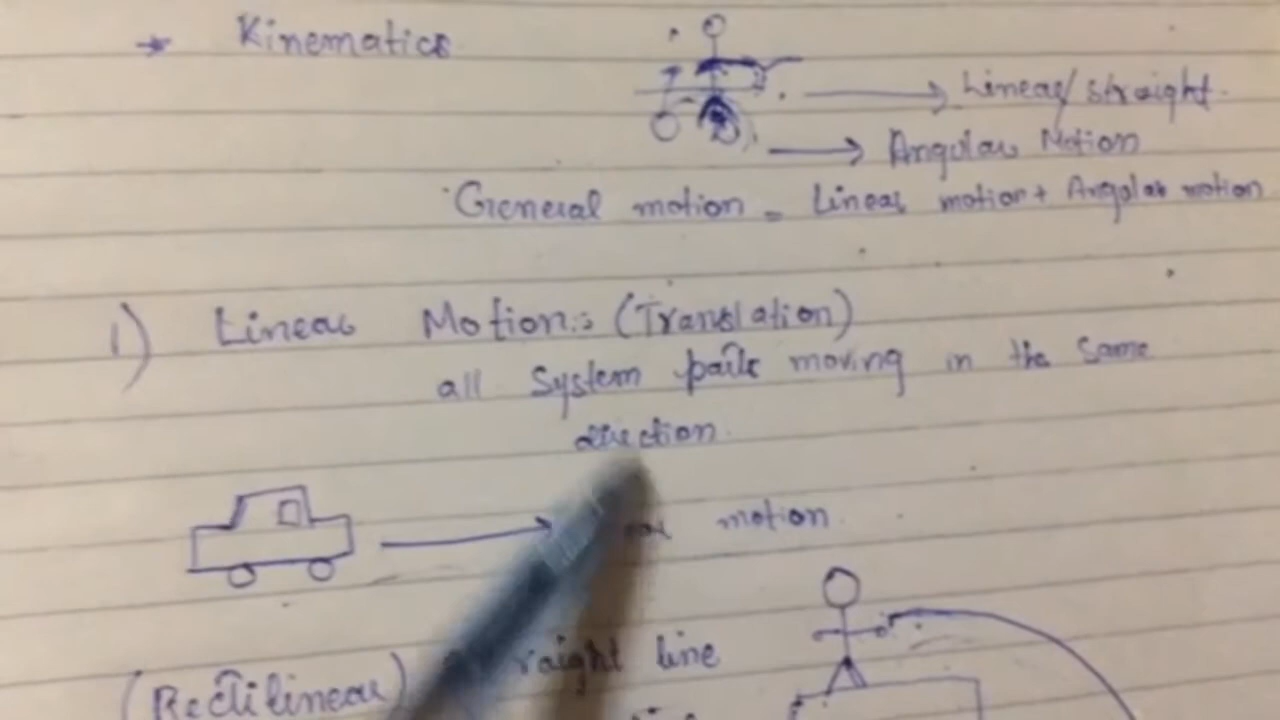 → Kinematics
→ Linear/straight
→ Angular Motion
General motion = Linear motion + Angular motion
1) Linear Motion:: (Translation)
all System parts moving in the same
direction.
motion
(Rectilinear) straight line